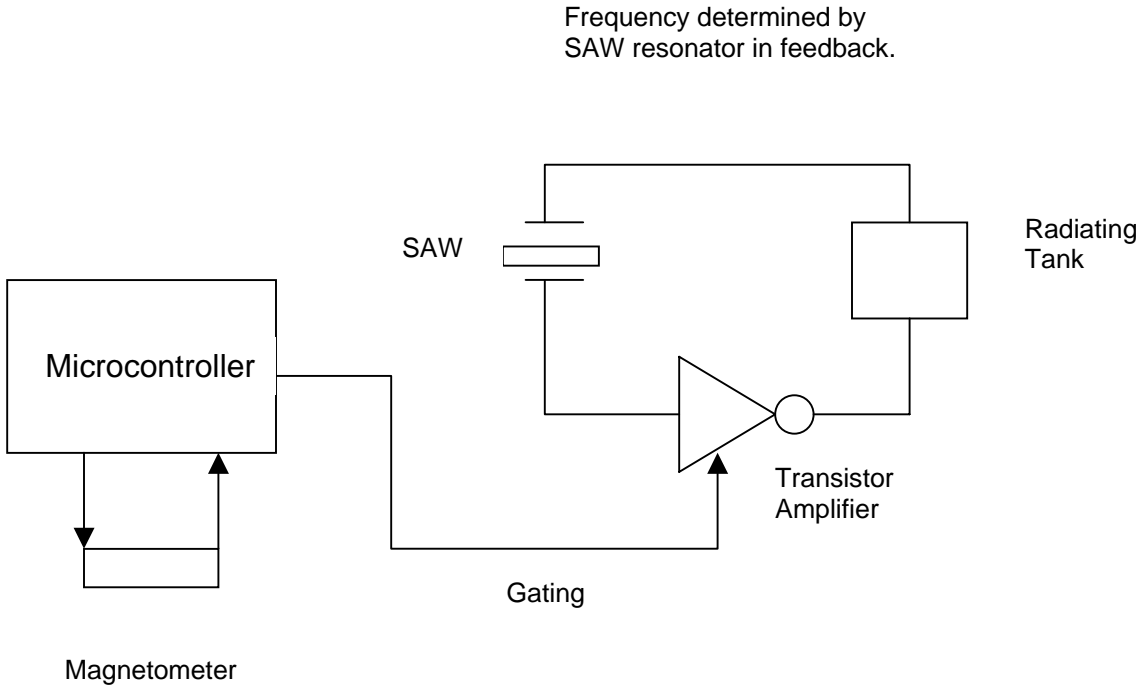 Frequency determined by
SAW resonator in feedback.
SAW
Radiating
Tank
Microcontroller
Transistor
Amplifier
Gating
Magnetometer